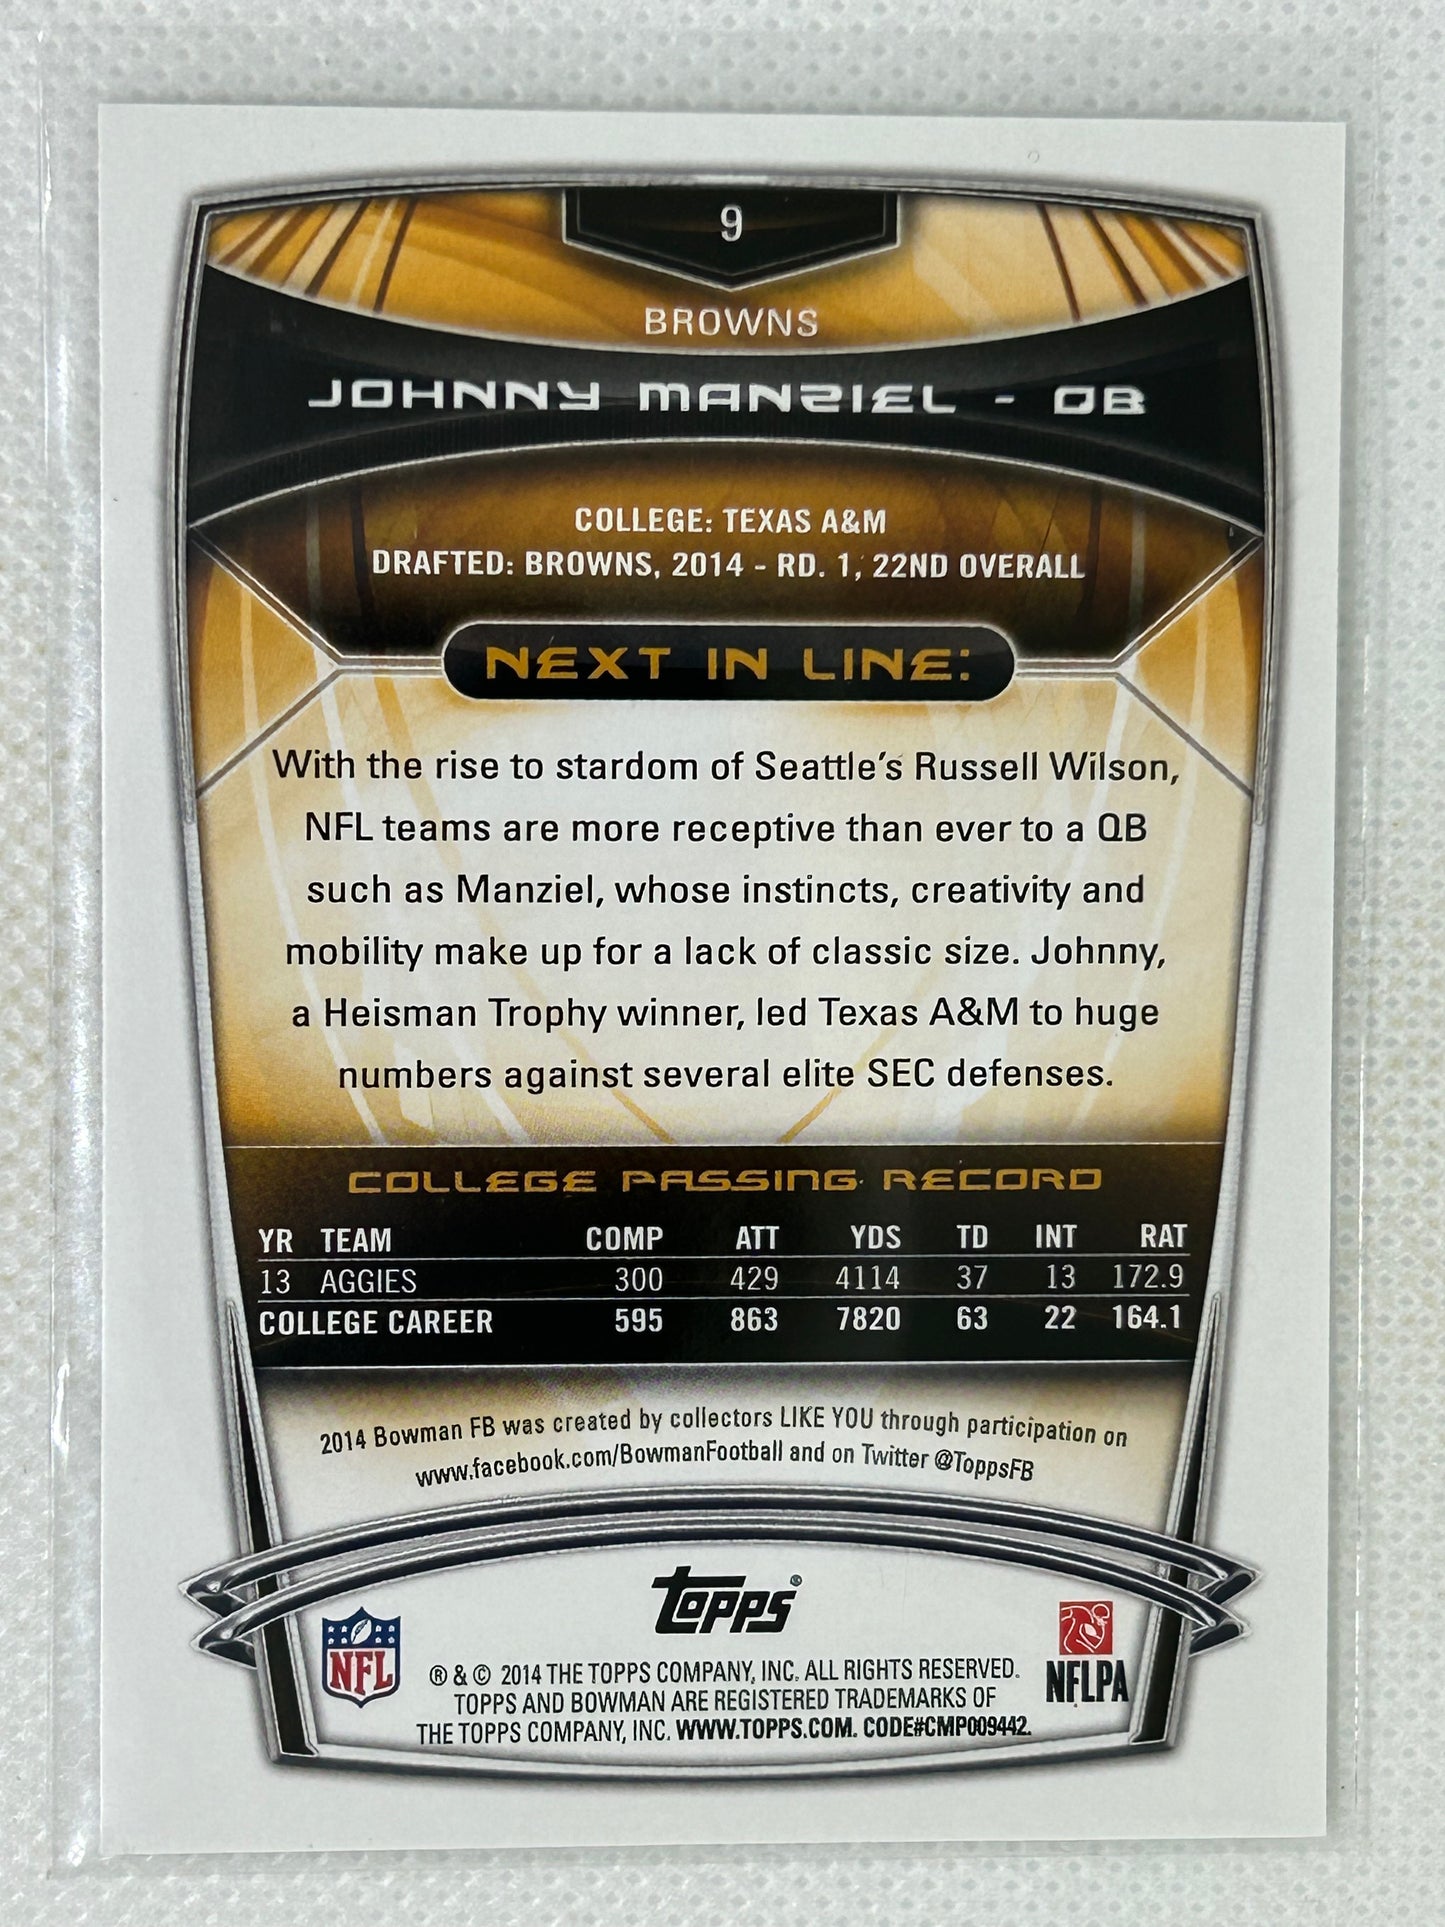 9
BROWNS
JOHNNY MANZIEL - QB
COLLEGE: TEXAS A&M
DRAFTED: BROWNS, 2014 - RD. 1, 22ND OVERALL
NEXT IN LINE:
With the rise to stardom of Seattle's Russell Wilson,
NFL teams are more receptive than ever to a QB
such as Manziel, whose instincts, creativity and
mobility make up for a lack of classic size. Johnny,
a Heisman Trophy winner, led Texas A&M to huge
numbers against several elite SEC defenses.
COLLEGE PASSING RECORD
YR TEAM COMP ATT YDS TD INT RAT
13 AGGIES 300 429 4114 37 13 172.9
COLLEGE CAREER 595 863 7820 63 22 164.1
2014 Bowman FB was created by collectors LIKE YOU through participation on
www.facebook.com/BowmanFootball and on Twitter @ToppsFB
Topps®
NFL
NFLPA
® & © 2014 THE TOPPS COMPANY, INC. ALL RIGHTS RESERVED.
TOPPS AND BOWMAN ARE REGISTERED TRADEMARKS OF
THE TOPPS COMPANY, INC. WWW.TOPPS.COM. CODE#CMP009442.